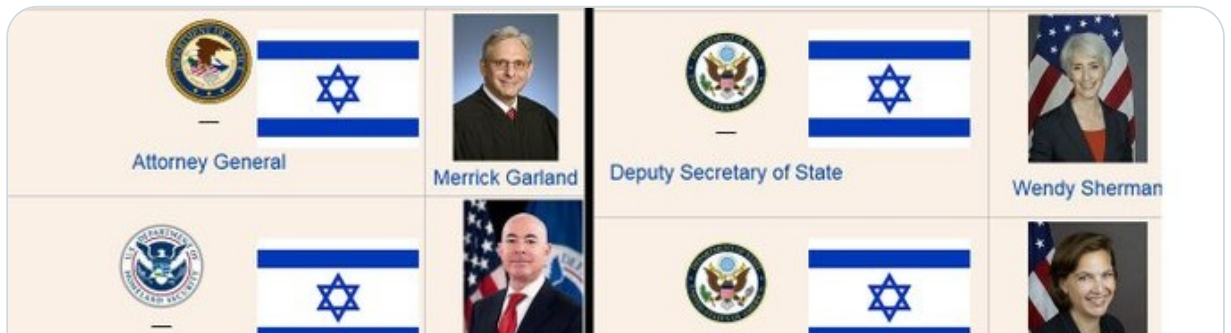 Attorney General
Merrick Garland
Deputy Secretary of State
Wendy Sherman